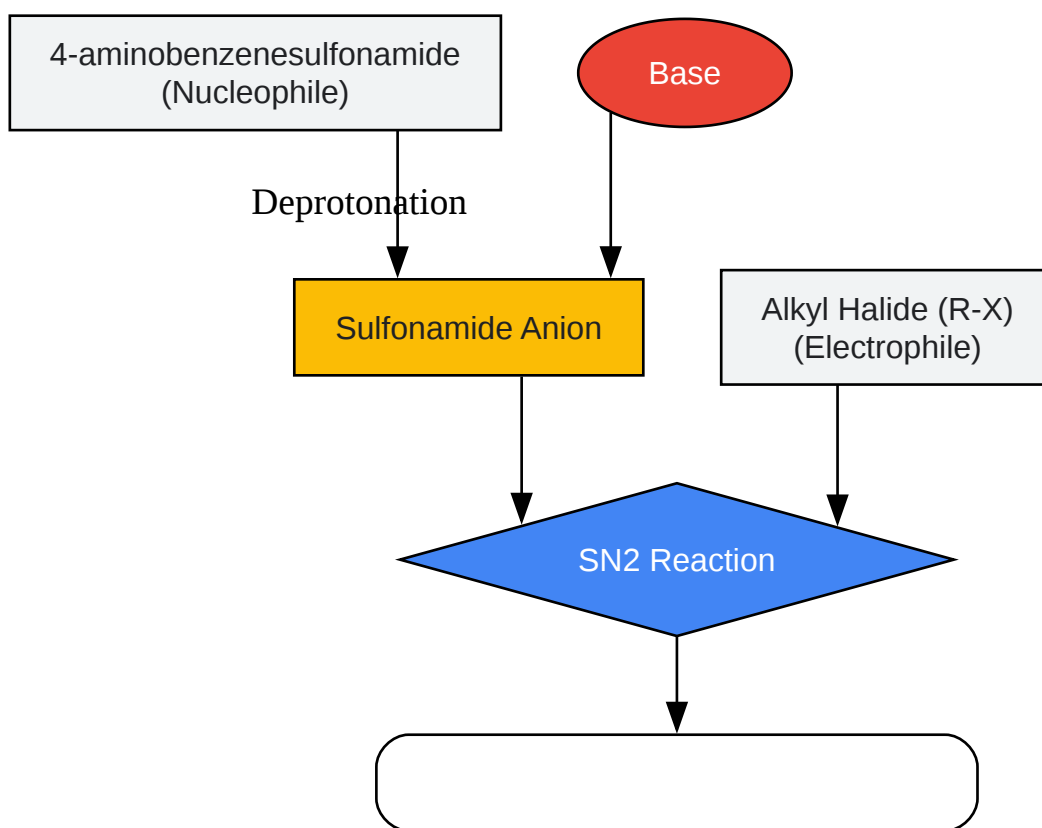 4-aminobenzenesulfonamide
(Nucleophile)
Base
Deprotonation
Sulfonamide Anion
Alkyl Halide (R-X)
(Electrophile)
SN2 Reaction